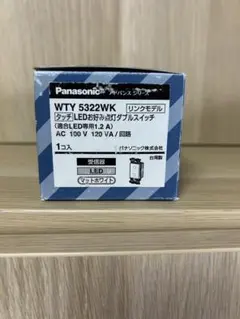 Panasonic アドバンスシリーズ
WTY 5322WK リンクモデル
タッチ LEDお好み点灯ダブルスイッチ
(適合LED専用1.2 A)
AC 100 V 120 VA/回路
1コ入 パナソニック株式会社
受信器 台湾製
LED
マットホワイト